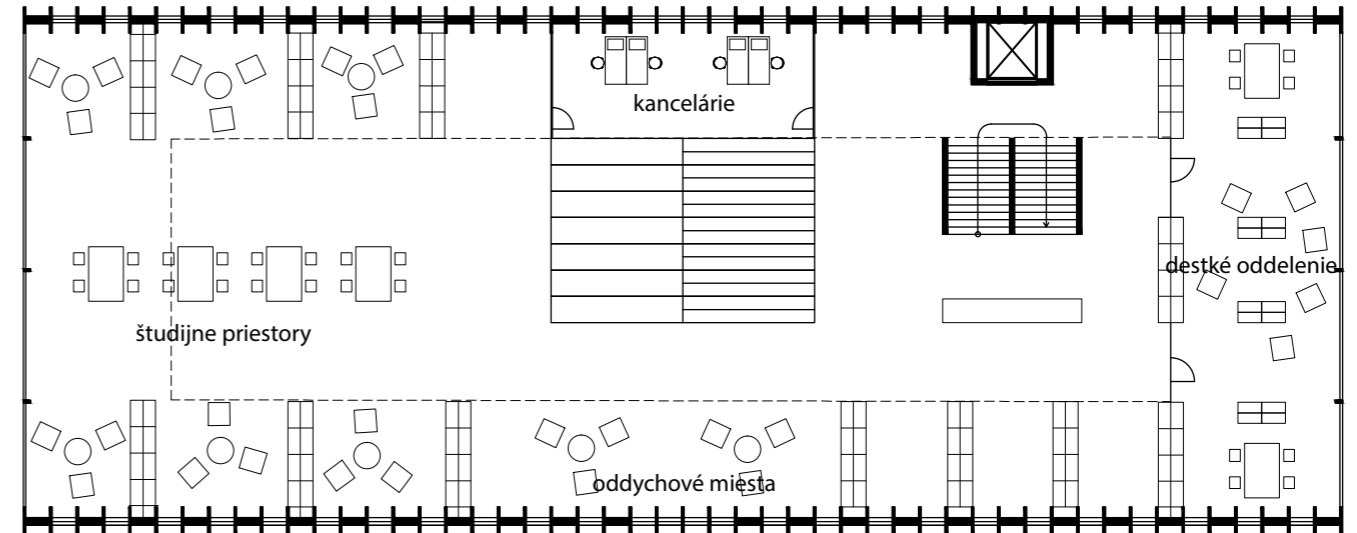 kancelárie
destké oddelenie
študijne priestory
oddychové miesta